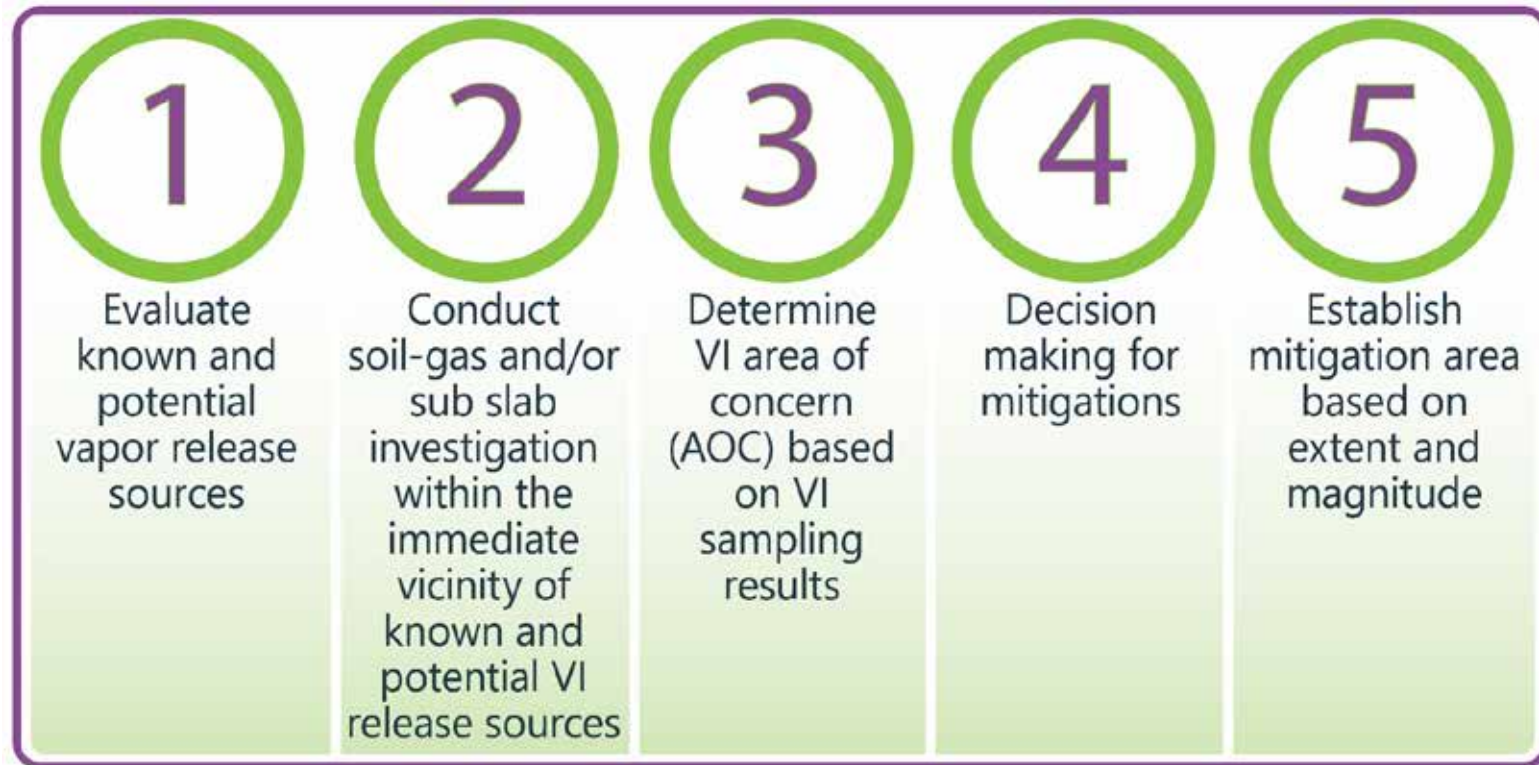 1
Evaluate
known and
potential
vapor release
sources
2
Conduct
soil-gas and/or
sub slab
investigation
within the
immediate
vicinity of
known and
potential VI
release sources
3
Determine
VI area of
concern
(AOC) based
on VI
sampling
results
4
Decision
making for
mitigations
5
Establish
mitigation area
based on
extent and
magnitude